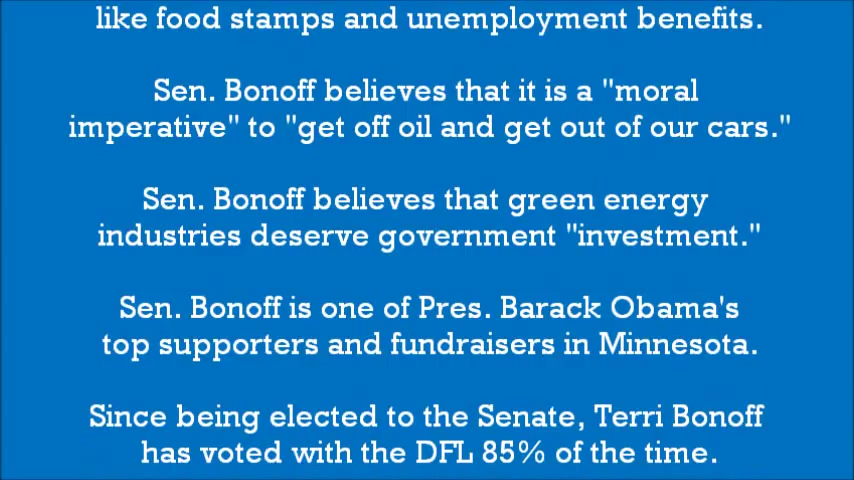 like food stamps and unemployment benefits.
Sen. Bonoff believes that it is a "moral
imperative" to "get off oil and get out of our cars."
Sen. Bonoff believes that green energy
industries deserve government "investment."
Sen. Bonoff is one of Pres. Barack Obama's
top supporters and fundraisers in Minnesota.
Since being elected to the Senate, Terri Bonoff
has voted with the DFL 85% of the time.